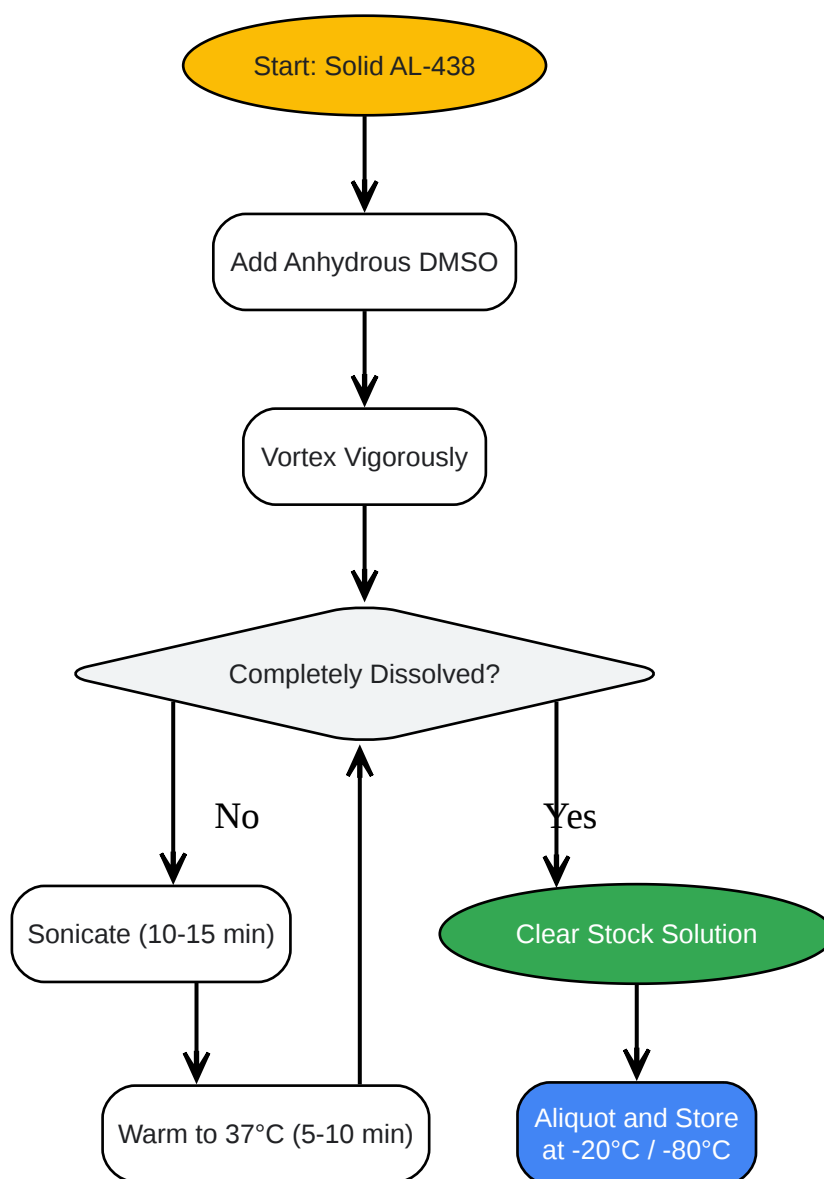 Start: Solid AL-438
Add Anhydrous DMSO
Vortex Vigorously
Completely Dissolved?
No
Yes
Sonicate (10-15 min)
Clear Stock Solution
Warm to 37°C (5-10 min)
Aliquot and Store
at -20°C / -80°C